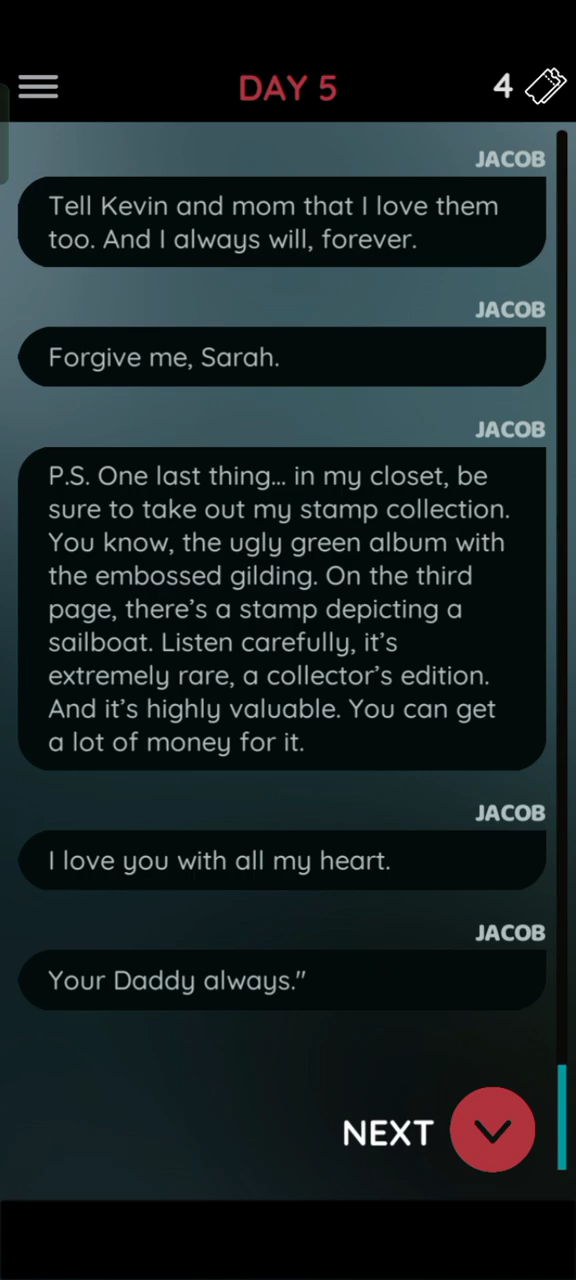 DAY 5
4
JACOB
Tell Kevin and mom that I love them
too. And I always will, forever.
JACOB
Forgive me, Sarah.
JACOB
P.S. One last thing... in my closet, be
sure to take out my stamp collection.
You know, the ugly green album with
the embossed gilding. On the third
page, there's a stamp depicting a
sailboat. Listen carefully, it's
extremely rare, a collector's edition.
And it's highly valuable. You can get
a lot of money for it.
JACOB
I love you with all my heart.
JACOB
Your Daddy always."
NEXT